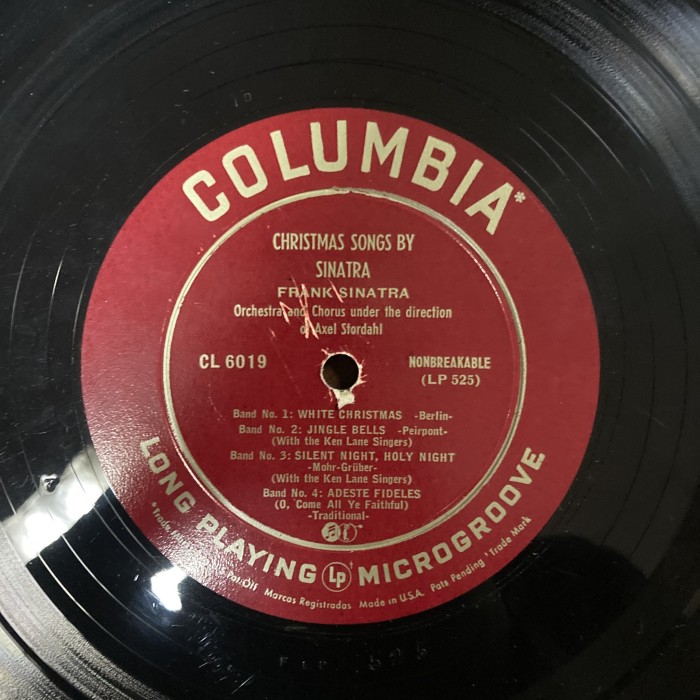 COLUMBIA*
CHRISTMAS SONGS BY
SINATRA
FRANK SINATRA
Orchestra and Chorus under the direction
of Axel Stordahl
CL 6019
NONBREAKABLE
(LP 525)
Band No. 1: WHITE CHRISTMAS -Berlin-
Band No. 2: JINGLE BELLS -Peirpont-
(With the Ken Lane Singers)
Band No. 3: SILENT NIGHT, HOLY NIGHT
-Mohr-Grüber-
(With the Ken Lane Singers)
Band No. 4: ADESTE FIDELES
(O, Come All Ye Faithful)
-Traditional-
LONG PLAYING Lp MICROGROOVE
*Trade Pat. Off. Marcas Registradas Made in U.S.A. Pats Pending †Trade Mark